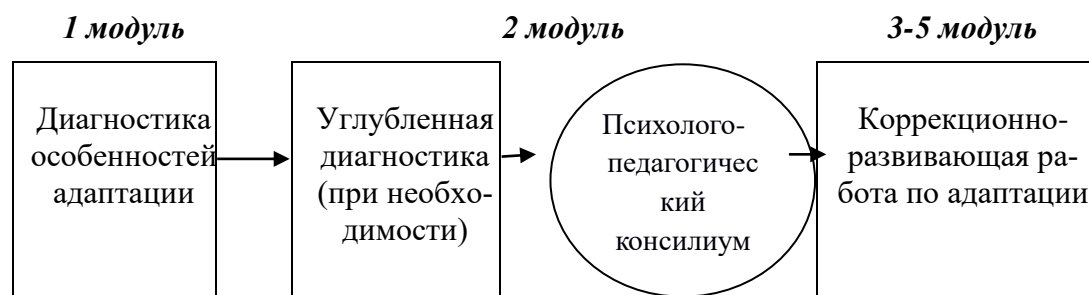 1 модуль
2 модуль
3-5 модуль
Диагностика
особенностей
адаптации
Углубленная
диагностика
(при необхо-
димости)
Психолого-
педагогичес
кий
консилиум
Коррекционно-
развивающая ра-
бота по адаптации